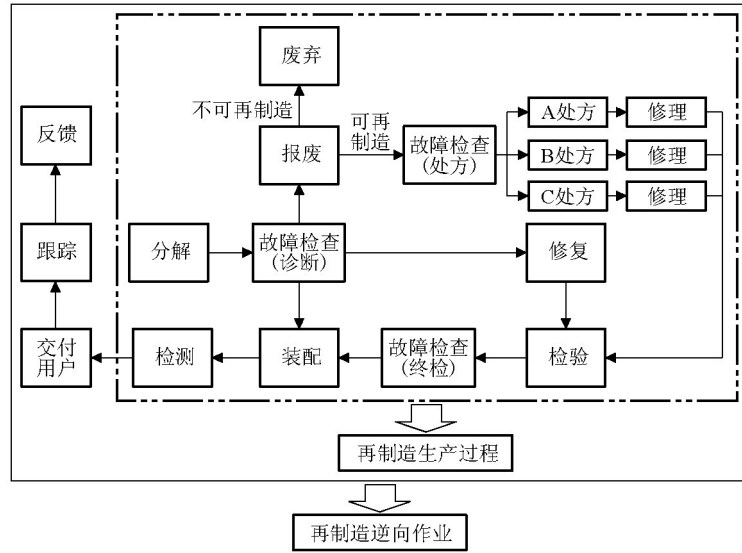 废弃
不可再制造
反馈
报废
可再
制造
故障检查
(处方)
A处方
修理
B处方
修理
C处方
修理
跟踪
分解
故障检查
(诊断)
修复
交付
用户
检测
装配
故障检查
(终检)
检验
再制造生产过程
再制造逆向作业